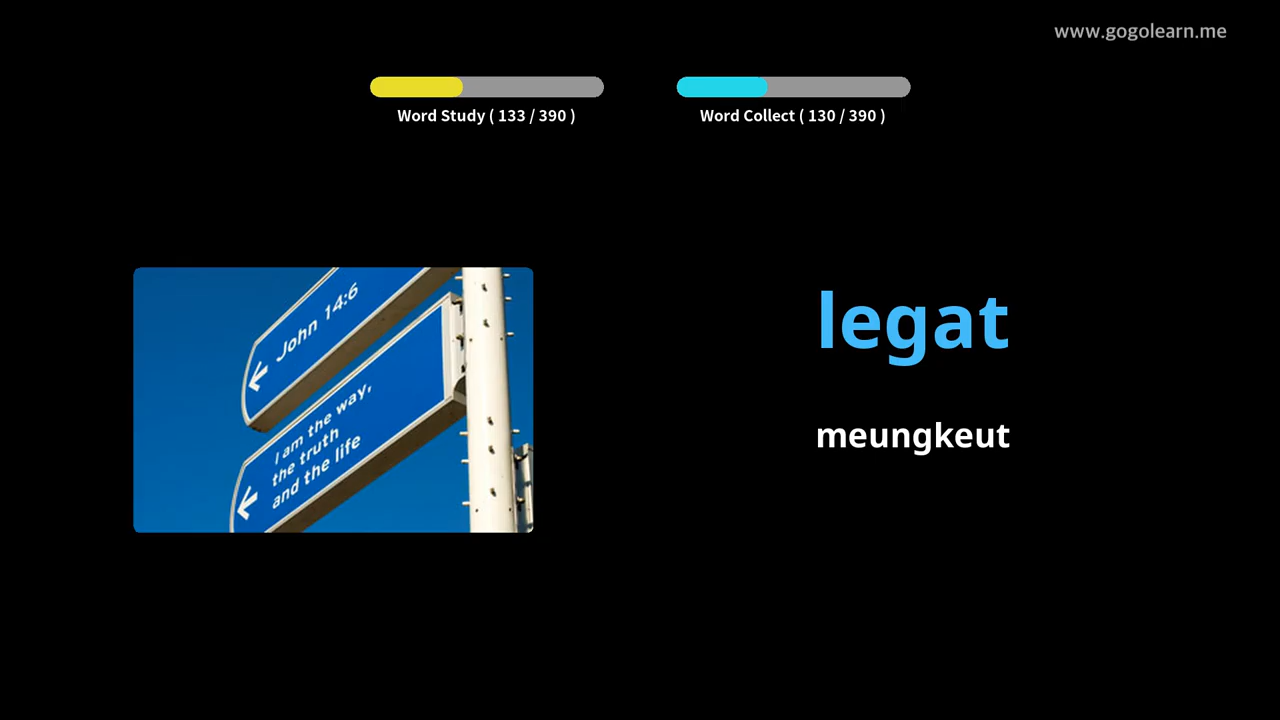 www.gogolearn.me
Word Study ( 133 / 390 )
Word Collect ( 130 / 390 )
John 14:6
I am the way,
the truth
and the life
legat
meungkeut